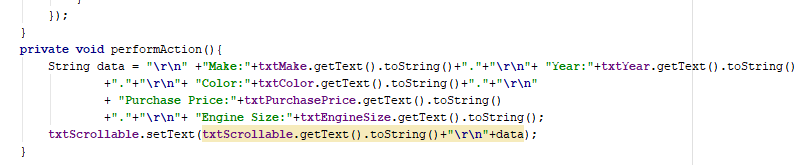 });
}
private void performAction(){
String data = "\r\n" +"Make:"+txtMake.getText().toString()+"."+"\r\n"+ "Year:"+txtYear.getText().toString()
+"."+"\r\n"+ "Color:"+txtColor.getText().toString()+"."+"\r\n"
+ "Purchase Price:"+txtPurchasePrice.getText().toString()
+"."+"\r\n"+ "Engine Size:"+txtEngineSize.getText().toString();
txtScrollable.setText(txtScrollable.getText().toString()+"\r\n"+data);
}